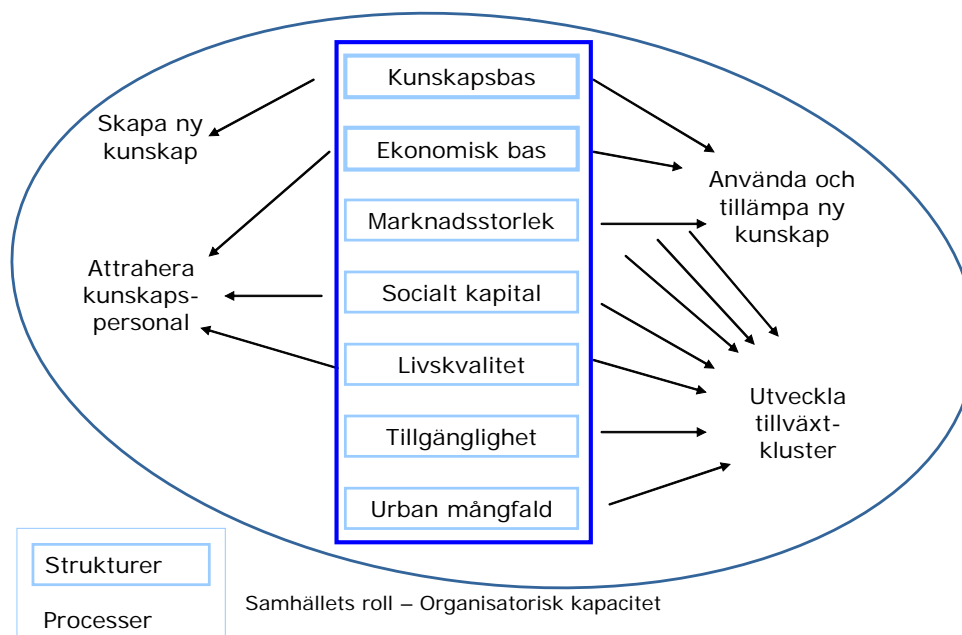 Kunskapsbas
Ekonomisk bas
Marknadsstorlek
Socialt kapital
Livskvalitet
Tillgänglighet
Urban mångfald
Skapa ny
kunskap
Attrahera
kunskaps-
personal
Använda och
tillämpa ny
kunskap
Utveckla
tillväxt-
kluster
Strukturer
Processer
Samhällets roll – Organisatorisk kapacitet